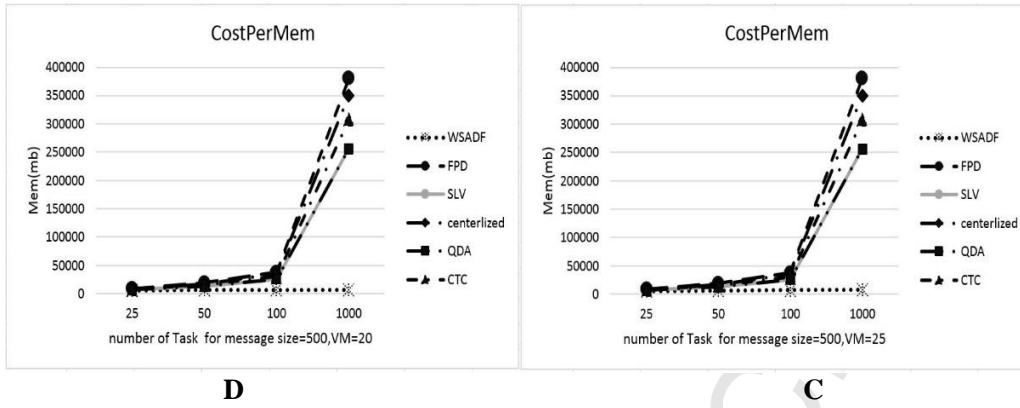 CostPerMem
400000
350000
300000
250000
200000
150000
100000
50000
0
Mem(mb)
25 50 100 1000
number of Task for message size=500,VM=20
WSADF
FPD
SLV
centerlized
QDA
CTC
D
CostPerMem
400000
350000
300000
250000
200000
150000
100000
50000
0
Mem(mb)
25 50 100 1000
number of Task for message size=500,VM=25
WSADF
FPD
SLV
centerlized
QDA
CTC
C